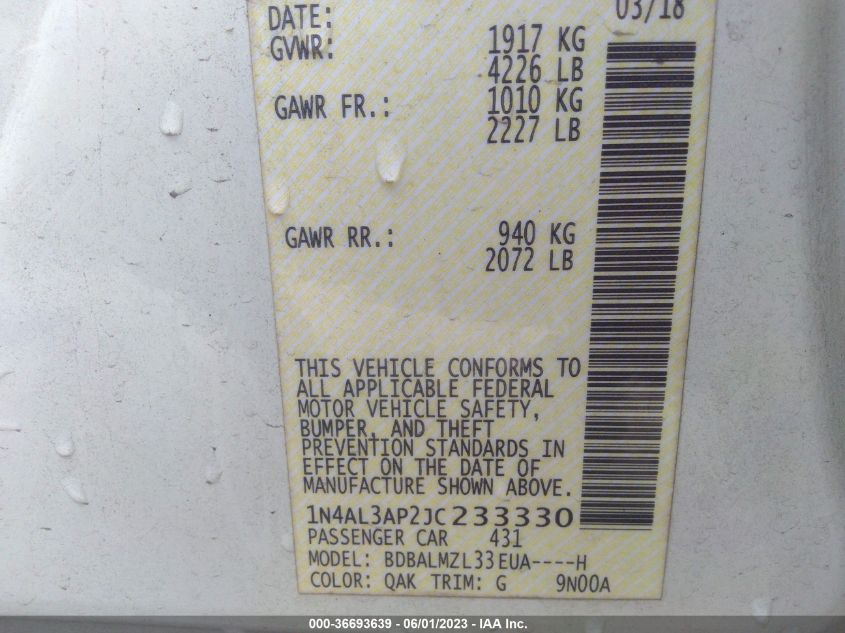 DATE: 03/18
GVWR: 1917 KG
4226 LB
GAWR FR.: 1010 KG
2227 LB
GAWR RR.: 940 KG
2072 LB
THIS VEHICLE CONFORMS TO
ALL APPLICABLE FEDERAL
MOTOR VEHICLE SAFETY,
BUMPER, AND THEFT
PREVENTION STANDARDS IN
EFFECT ON THE DATE OF
MANUFACTURE SHOWN ABOVE.
1N4AL3AP2JC233330
PASSENGER CAR 431
MODEL: BDBALMZL33EUA----H
COLOR: QAK TRIM: G 9N00A
000-36693639 - 06/01/2023 - IAA Inc.